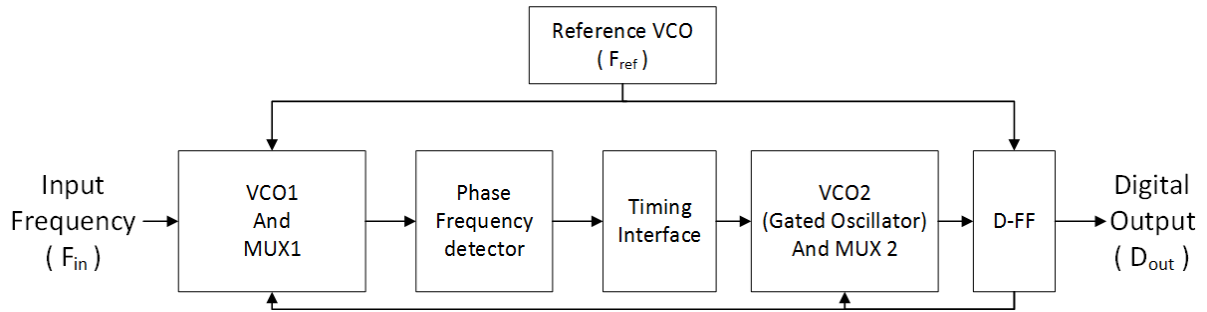 Reference VCO
( Fref )
Input
Frequency
( Fin )
VCO1
And
MUX1
Phase
Frequency
detector
Timing
Interface
VCO2
(Gated Oscillator)
And MUX 2
D-FF
Digital
Output
( Dout )